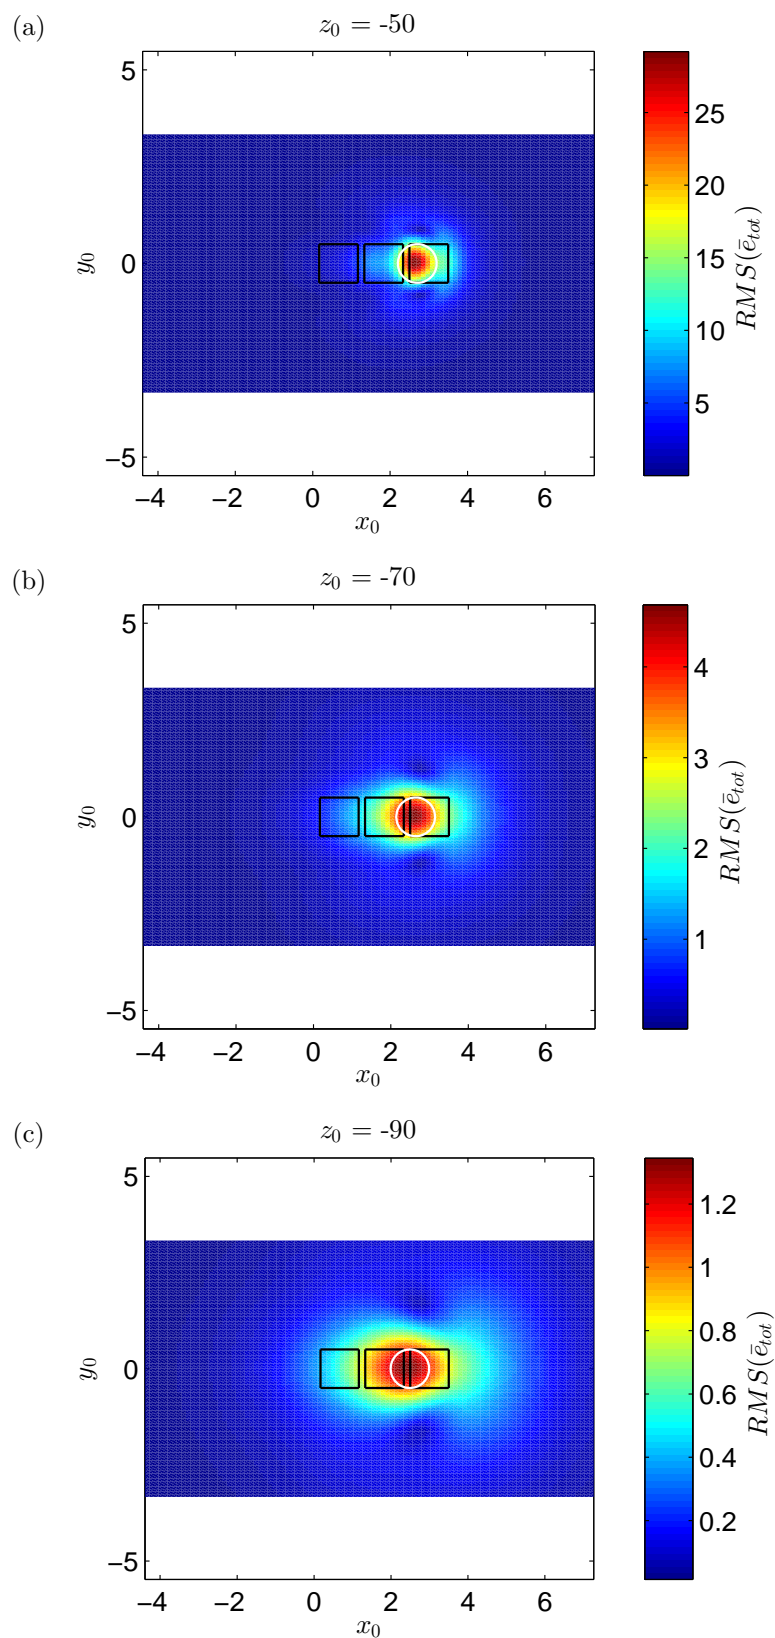 (a)
z₀ = -50
5
0
−5
y₀
−4 −2 0 2 4 6
x₀
25
20
15
10
5
RMS(ē_tot)
(b)
z₀ = -70
5
0
−5
y₀
−4 −2 0 2 4 6
x₀
4
3
2
1
RMS(ē_tot)
(c)
z₀ = -90
5
0
−5
y₀
−4 −2 0 2 4 6
x₀
1.2
1
0.8
0.6
0.4
0.2
RMS(ē_tot)